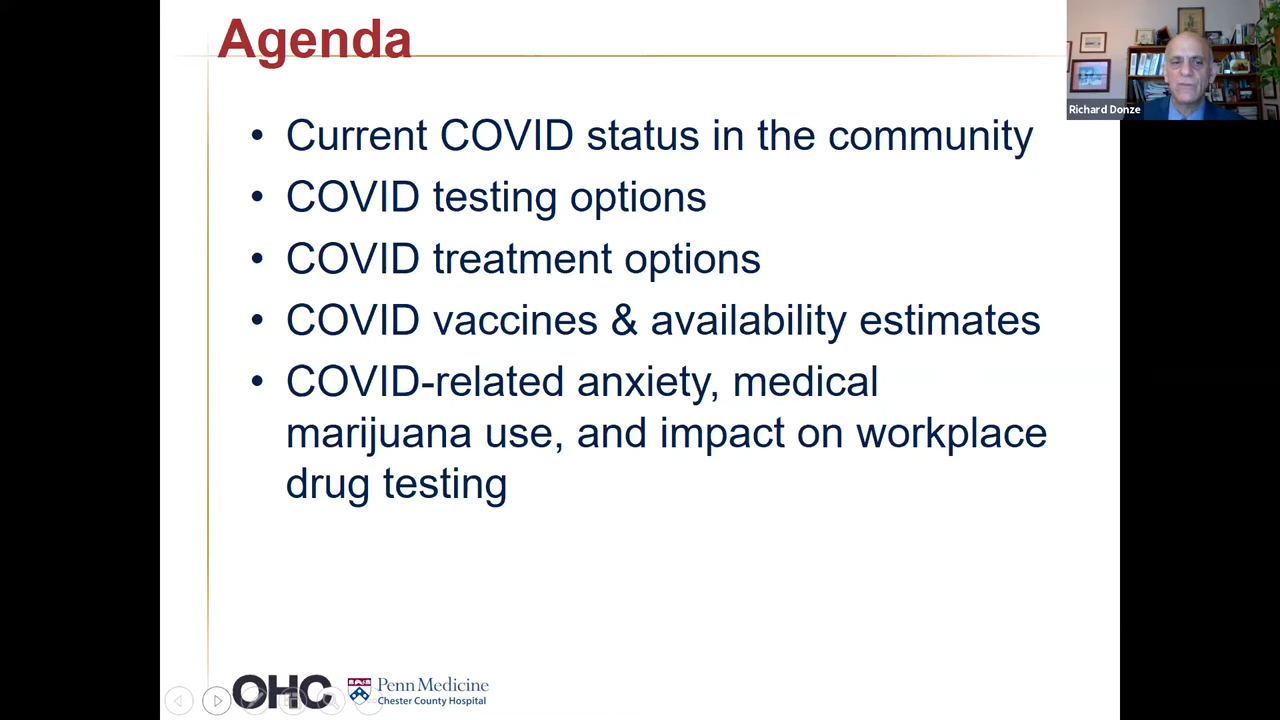 Agenda
Richard Donze
• Current COVID status in the community
• COVID testing options
• COVID treatment options
• COVID vaccines & availability estimates
• COVID-related anxiety, medical
marijuana use, and impact on workplace
drug testing
OHC
Penn Medicine
Chester County Hospital